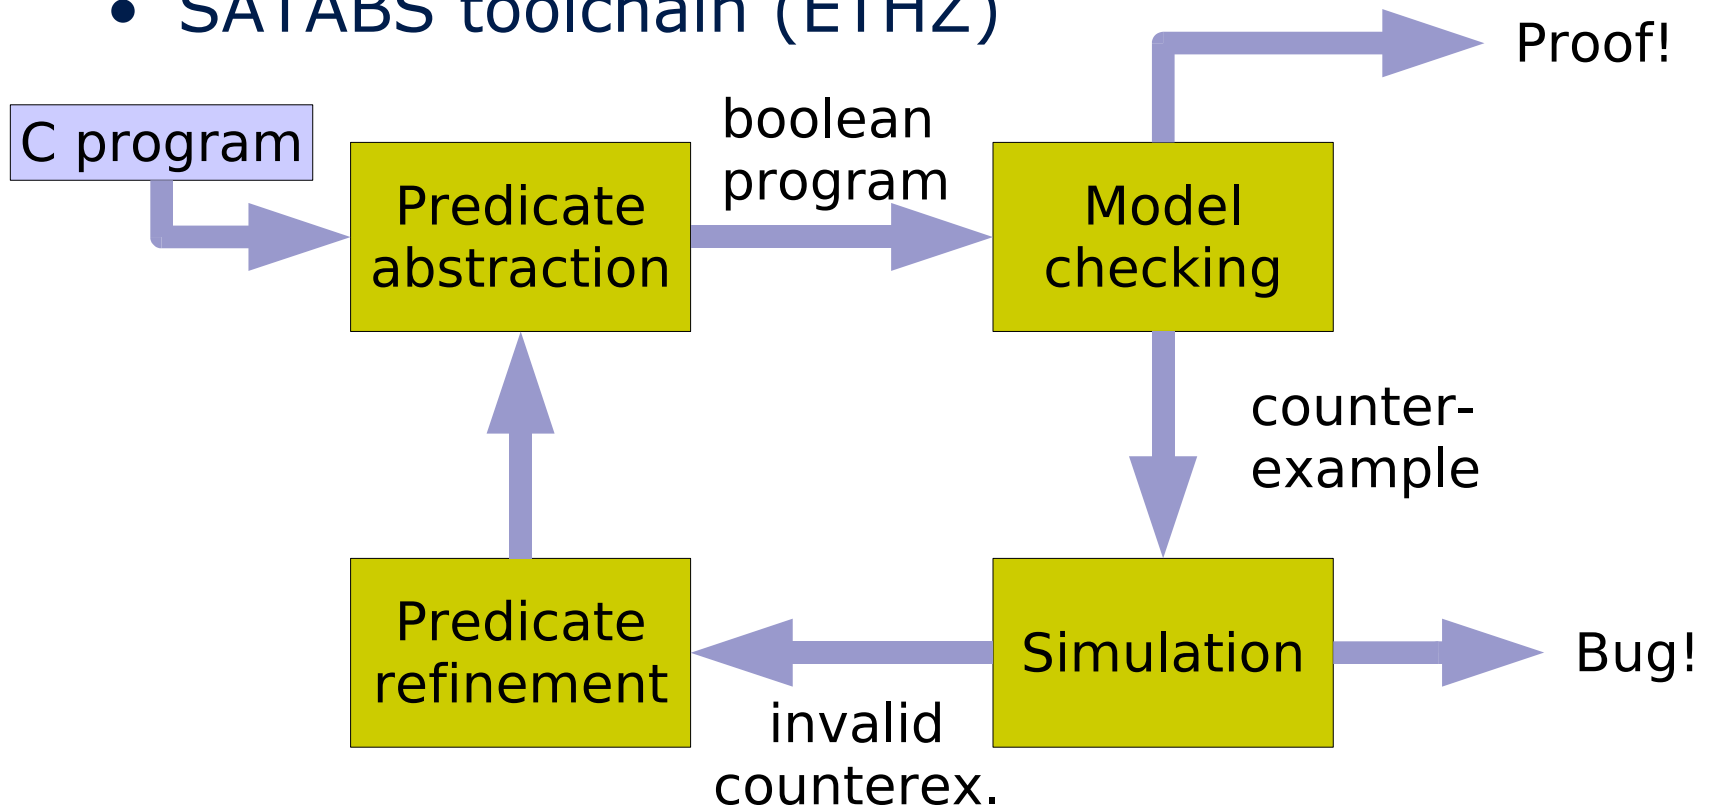 • SATABS toolchain (ETHZ)
Proof!
C program
boolean
program
Predicate
abstraction
Model
checking
counter-
example
Predicate
refinement
Simulation
Bug!
invalid
counterex.